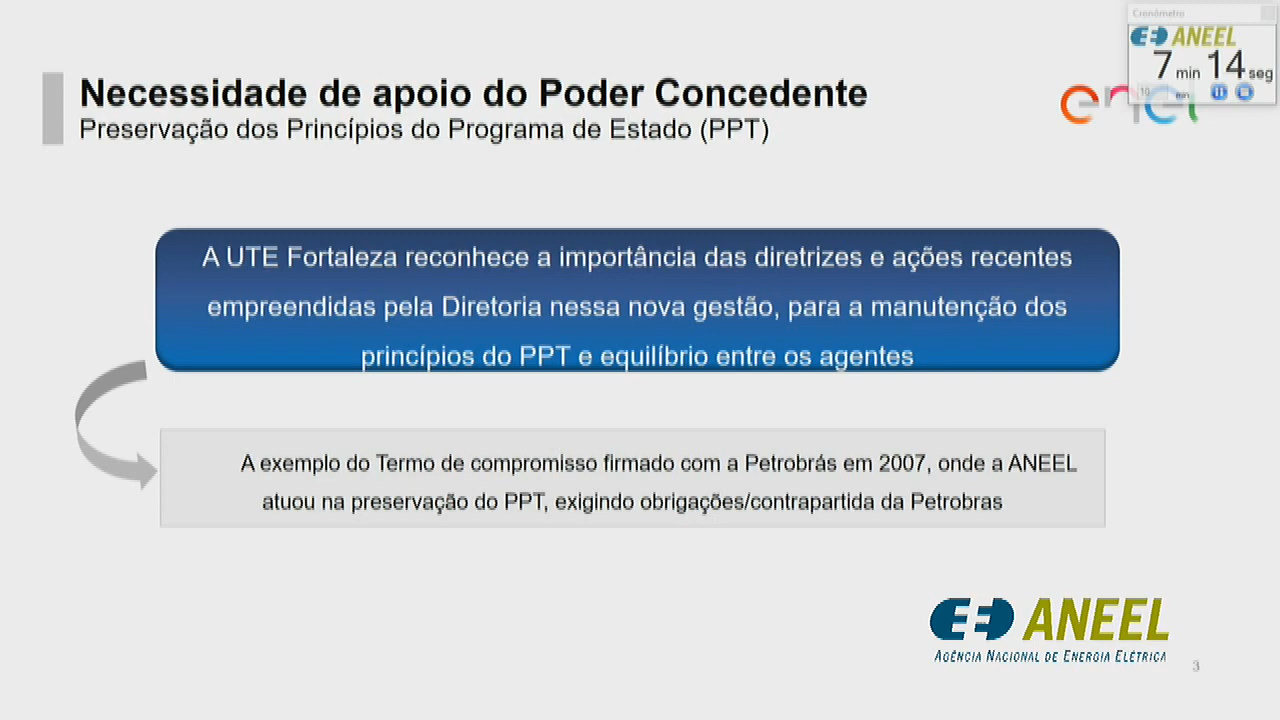 Cronômetro
ANEEL
7 min 14 seg
10 min
Necessidade de apoio do Poder Concedente
Preservação dos Princípios do Programa de Estado (PPT)
enel
A UTE Fortaleza reconhece a importância das diretrizes e ações recentes
empreendidas pela Diretoria nessa nova gestão, para a manutenção dos
princípios do PPT e equilíbrio entre os agentes
A exemplo do Termo de compromisso firmado com a Petrobrás em 2007, onde a ANEEL
atuou na preservação do PPT, exigindo obrigações/contrapartida da Petrobras
ANEEL
AGÊNCIA NACIONAL DE ENERGIA ELÉTRICA
3